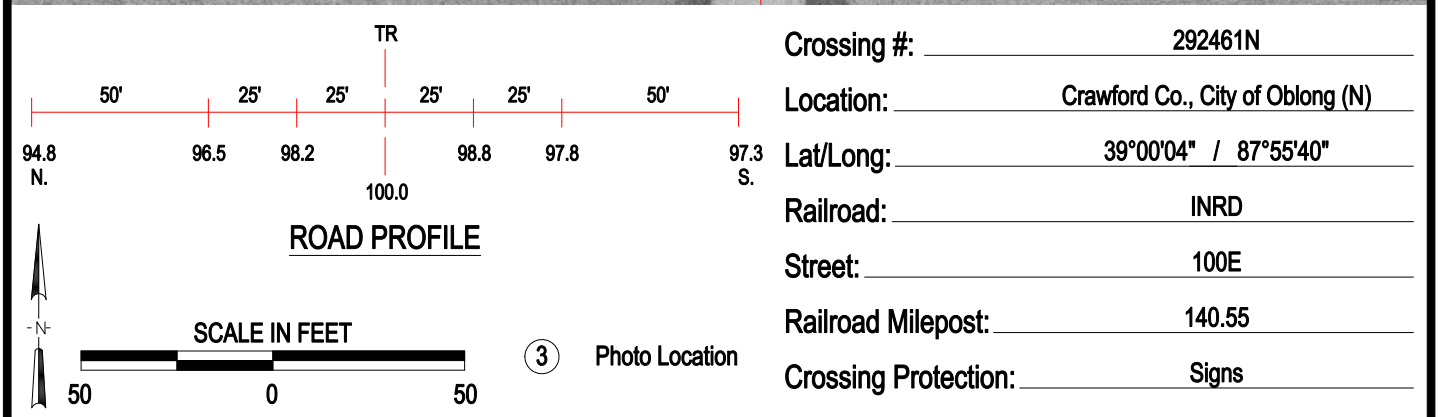 TR
50' 25' 25' 25' 25' 50'
94.8 96.5 98.2 98.8 97.8 97.3
N. S.
100.0
ROAD PROFILE
-N-
SCALE IN FEET
50 0 50
3 Photo Location
Crossing #: 292461N
Location: Crawford Co., City of Oblong (N)
Lat/Long: 39°00'04" / 87°55'40"
Railroad: INRD
Street: 100E
Railroad Milepost: 140.55
Crossing Protection: Signs